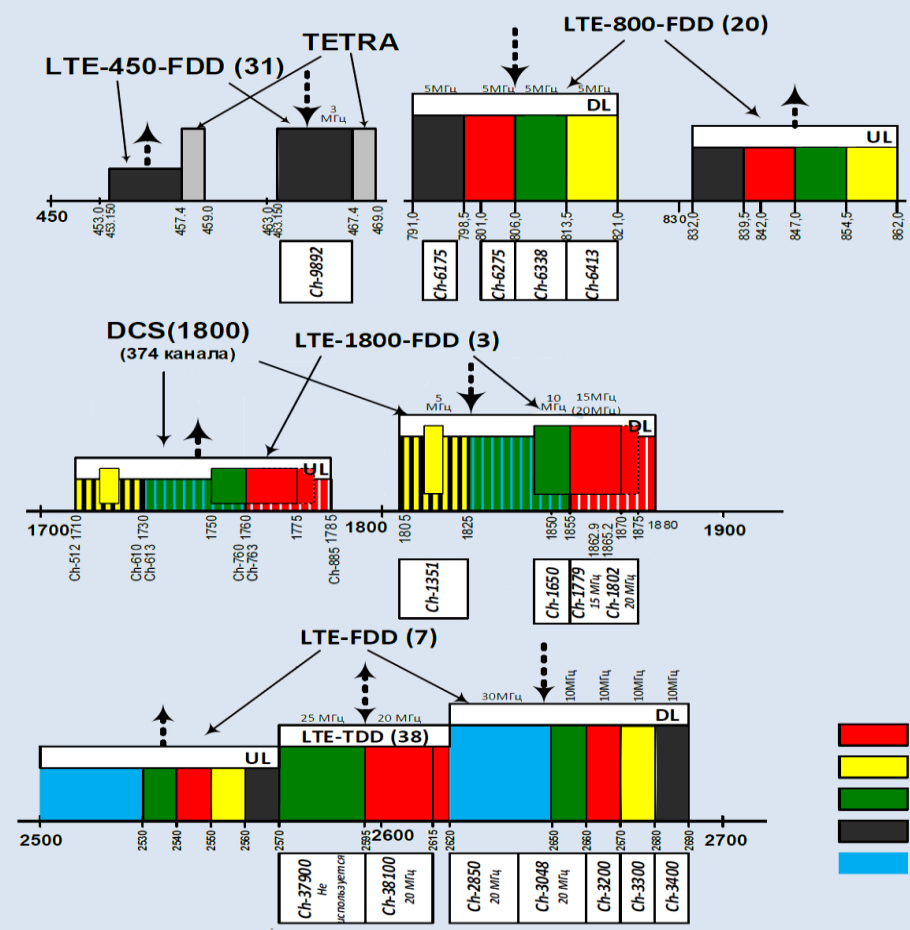 LTE-450-FDD (31)
TETRA
LTE-800-FDD (20)
3
МГц
5МГц
5МГц
5МГц
5МГц
DL
UL
450
453.0
453.150
457.4
459.0
463.0
463.150
467.4
469.0
791.0
798.5
801.0
806.0
813.5
821.0
830
832.0
839.5
842.0
847.0
854.5
862.0
Ch-9892
Ch-6175
Ch-6275
Ch-6338
Ch-6413
DCS(1800)
(374 канала)
LTE-1800-FDD (3)
5
МГц
10
МГц
15МГц
(20МГц)
UL
DL
1700
1710
1730
1750
1760
1775
1785
1800
1805
1825
1850
1855
1862.9
1865.2
1870
1875
1880
1900
Ch-512
Ch-610
Ch-613
Ch-760
Ch-763
Ch-885
Ch-1351
Ch-1650
Ch-1779
15 МГц
Ch-1802
20 МГц
LTE-FDD (7)
25 МГц
20 МГц
30МГц
10МГц
10МГц
10МГц
10МГц
UL
LTE-TDD (38)
DL
2500
2530
2540
2550
2560
2570
2595
2600
2615
2620
2650
2660
2670
2680
2690
2700
Ch-37900
Не
используется
Ch-38100
20 МГц
Ch-2850
20 МГц
Ch-3048
20 МГц
Ch-3200
Ch-3300
Ch-3400